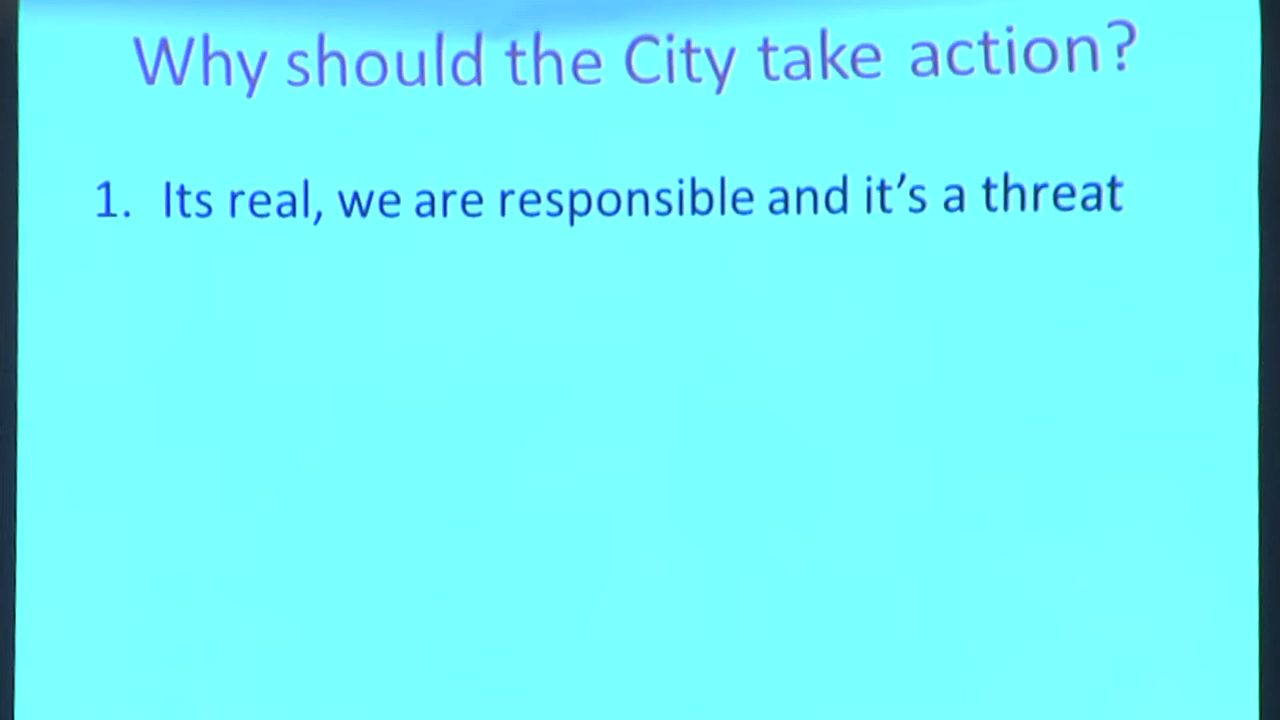 Why should the City take action?
1. Its real, we are responsible and it’s a threat